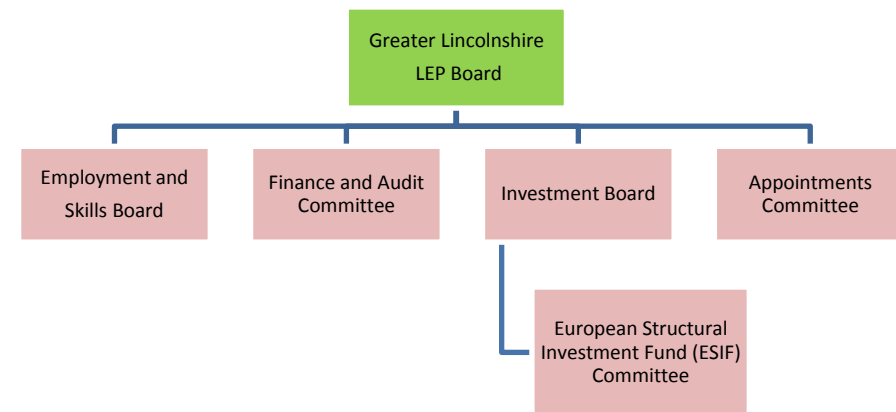 Greater Lincolnshire
LEP Board
Employment and
Skills Board
Finance and Audit
Committee
Investment Board
Appointments
Committee
European Structural
Investment Fund (ESIF)
Committee